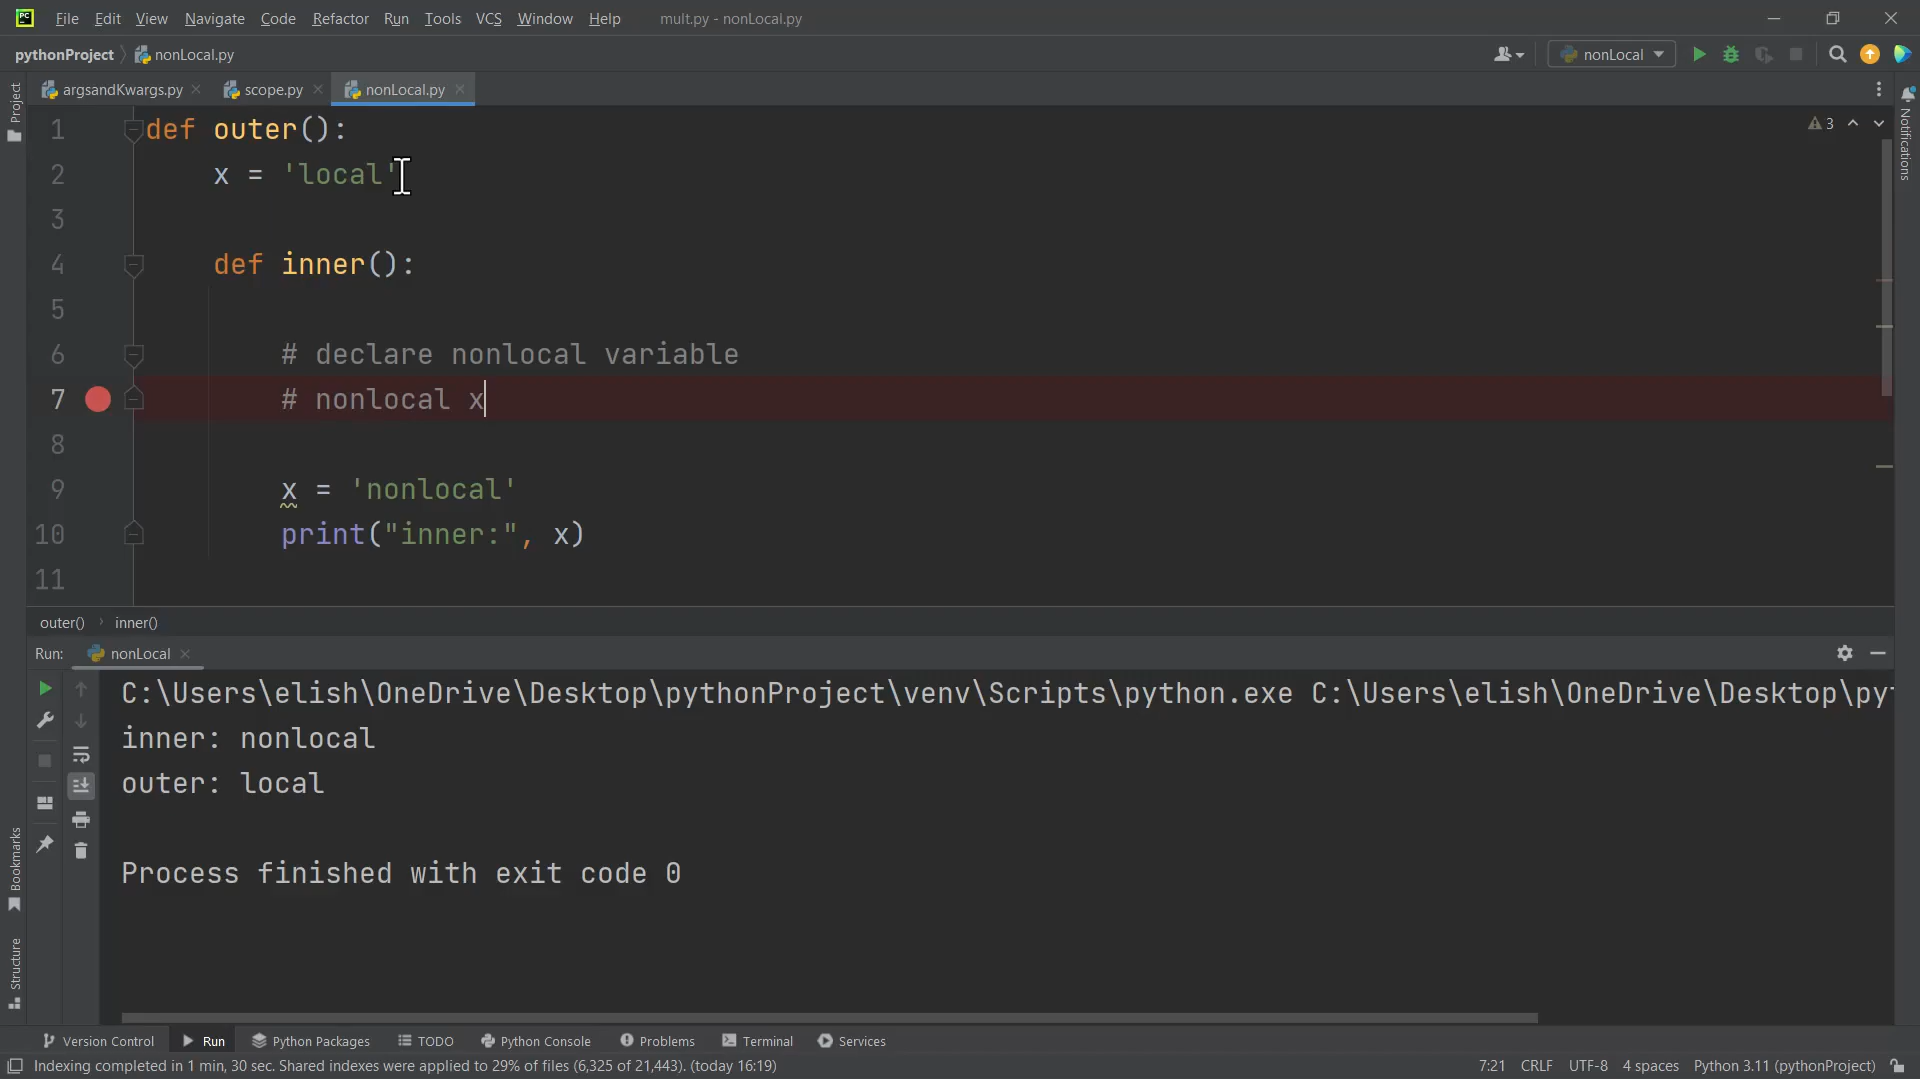 PC File Edit View Navigate Code Refactor Run Tools VCS Window Help mult.py - nonLocal.py
pythonProject nonLocal.py nonLocal
argsandKwargs.py scope.py nonLocal.py
Project
Notifications
3
1 def outer():
2 x = 'local'
3
4 def inner():
5
6 # declare nonlocal variable
7 # nonlocal x
8
9 x = 'nonlocal'
10 print("inner:", x)
11
outer() inner()
Run: nonLocal
C:\Users\elish\OneDrive\Desktop\pythonProject\venv\Scripts\python.exe C:\Users\elish\OneDrive\Desktop\py
inner: nonlocal
outer: local
Process finished with exit code 0
Bookmarks
Structure
Version Control Run Python Packages TODO Python Console Problems Terminal Services
Indexing completed in 1 min, 30 sec. Shared indexes were applied to 29% of files (6,325 of 21,443). (today 16:19) 7:21 CRLF UTF-8 4 spaces Python 3.11 (pythonProject)